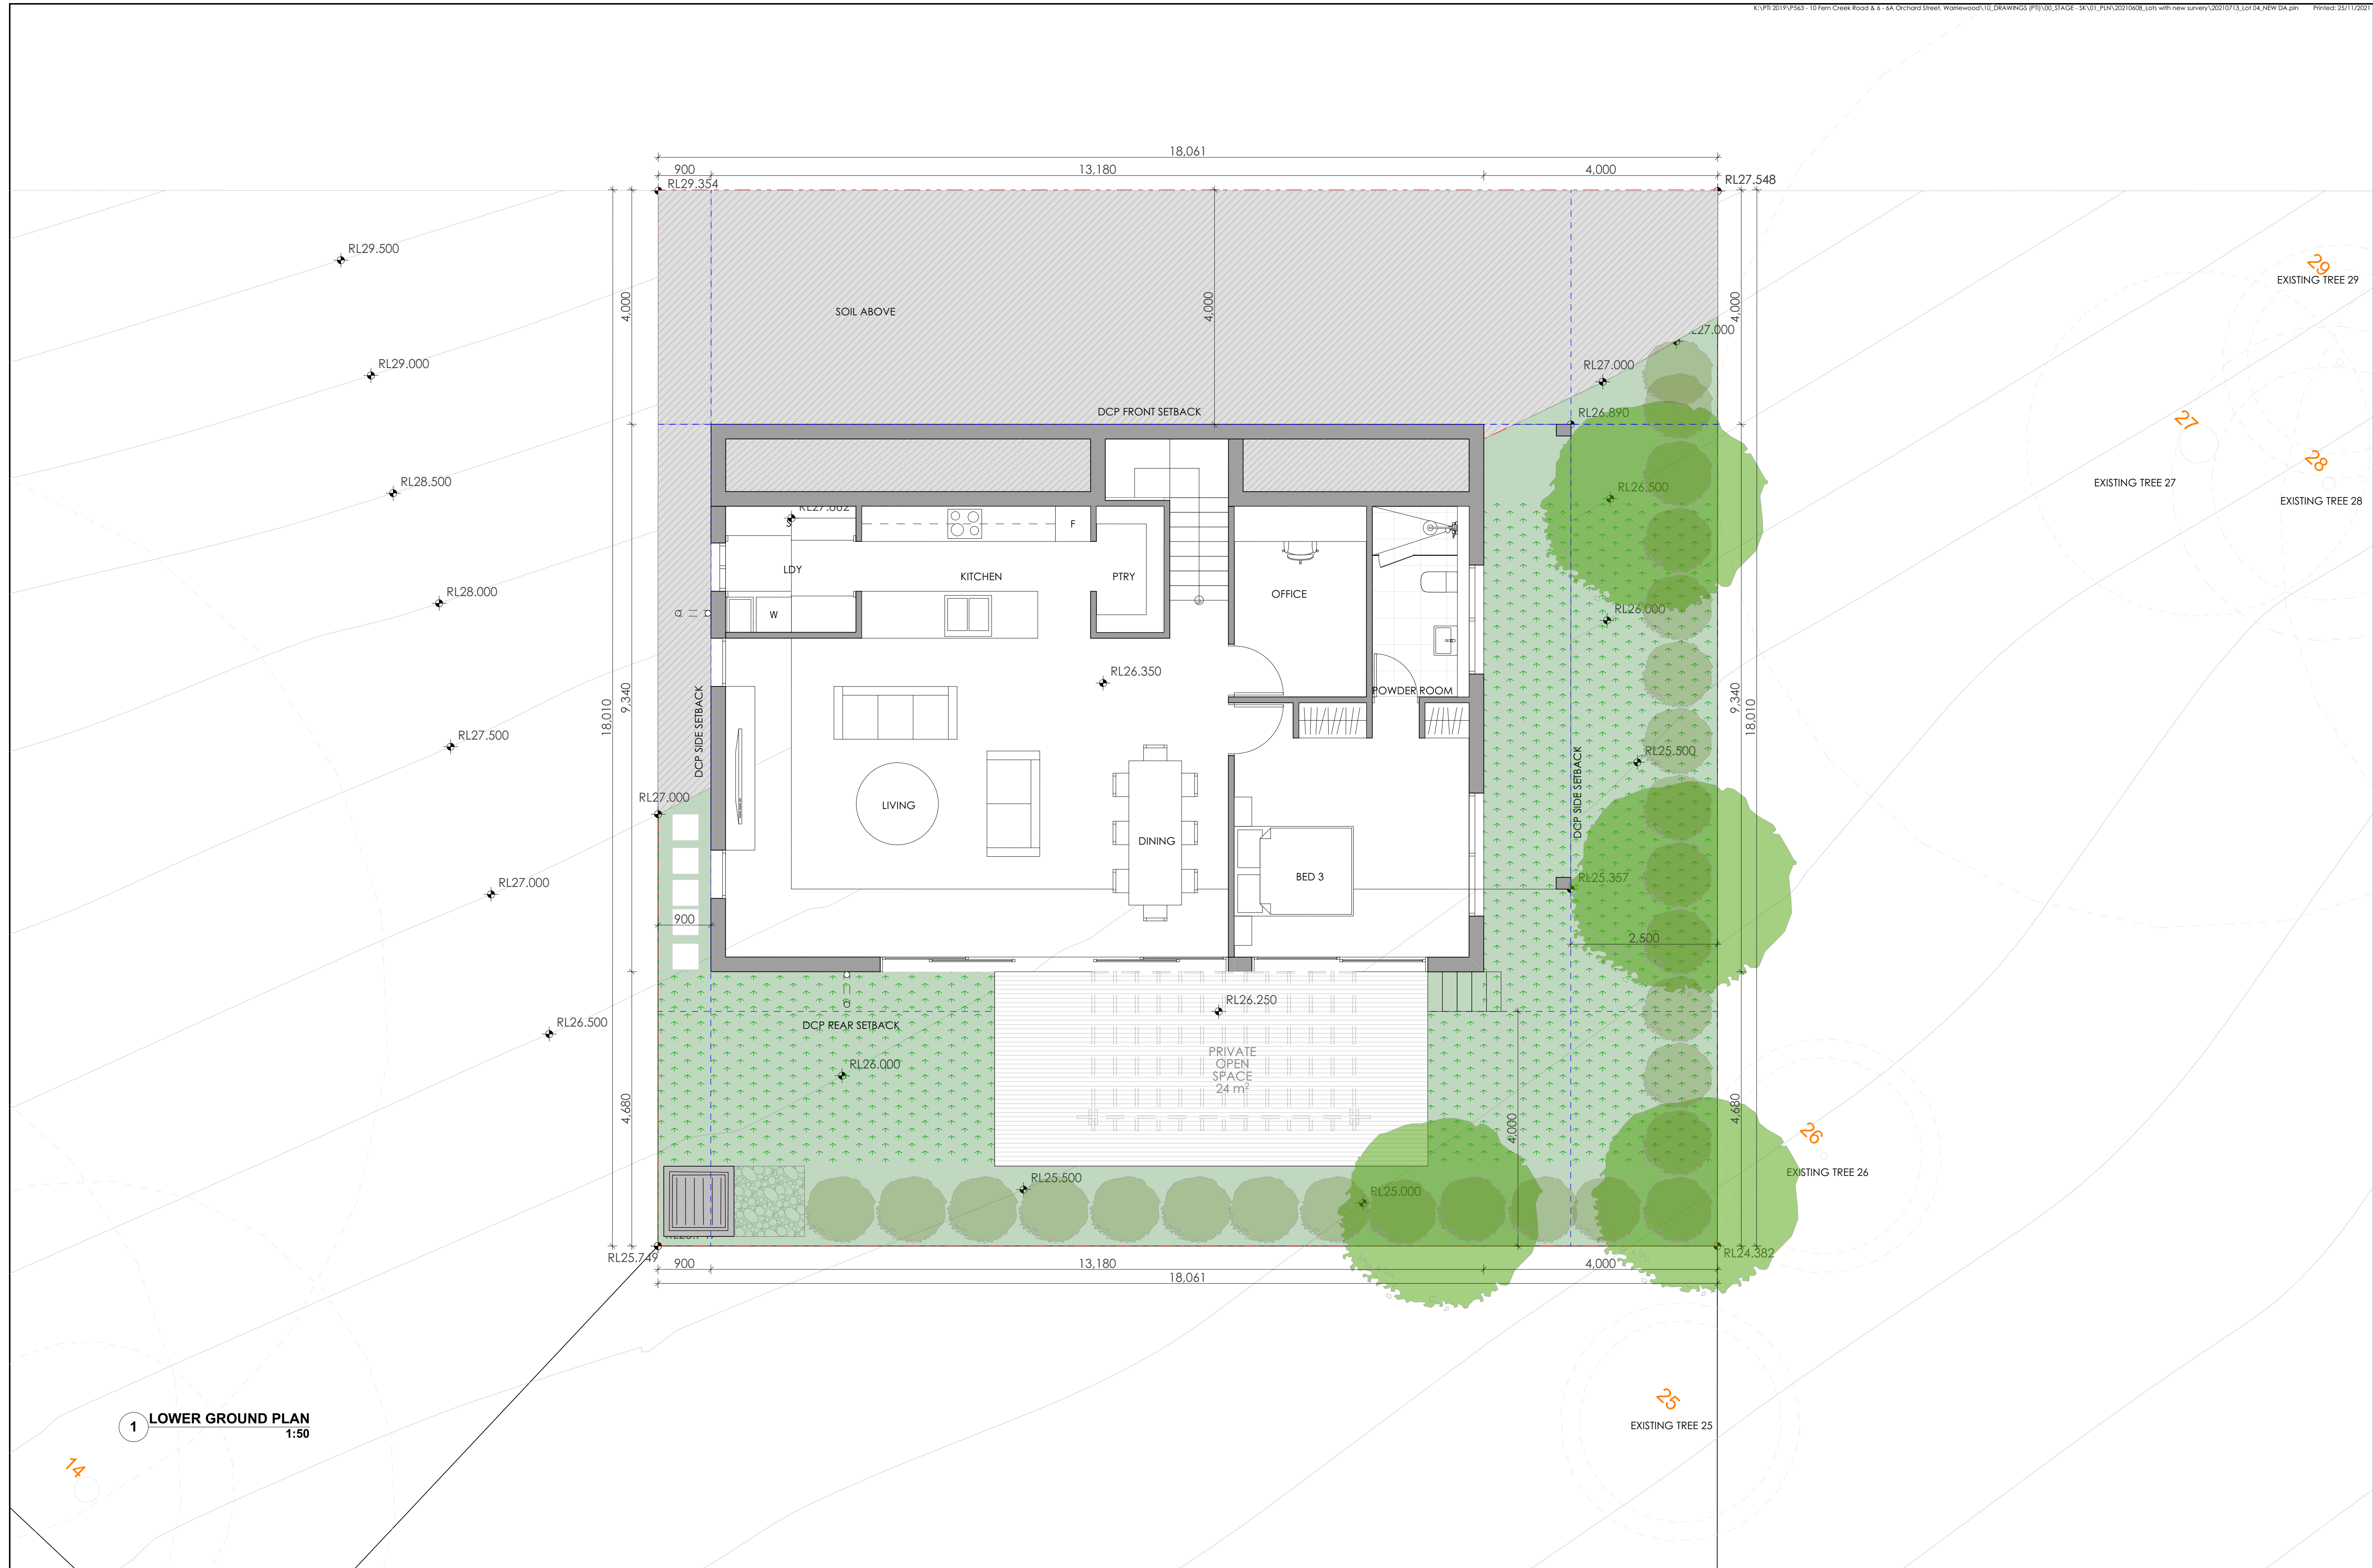 K:\PTI 2019\P563 - 10 Fern Creek Road & 6 - 6A Orchard Street, Warriewood\10_DRAWINGS (PTI)\00_STAGE - SK\01_PLN\20210608_Lots with new survery\20210713_Lot 04_NEW DA.pln Printed: 25/11/2021
18,061
900 13,180 4,000
RL29.354 RL27.548
RL29.500
29
EXISTING TREE 29
4,000 SOIL ABOVE 4,000 4,000
RL27.000
RL29.000 RL27.000
DCP FRONT SETBACK RL26.890
27
28
RL28.500 RL26.500 EXISTING TREE 27
EXISTING TREE 28
F
LDY KITCHEN PTRY
RL28.000 OFFICE
W RL26.000
RL26.350
POWDER ROOM
18,010 9,340 DCP SIDE SETBACK 9,340 18,010
RL27.500 RL25.500
DCP SIDE SETBACK
RL27.000 LIVING
DINING
BED 3 RL25.357
RL27.000
900
2,500
RL26.250
RL26.500 DCP REAR SETBACK
PRIVATE
OPEN
SPACE
24 m²
RL26.000
4,680 4,000 4,680
26
EXISTING TREE 26
RL25.500 RL25.000
RL25.749 RL24.382
900 13,180 4,000
18,061
25
EXISTING TREE 25
1 LOWER GROUND PLAN
1:50
14